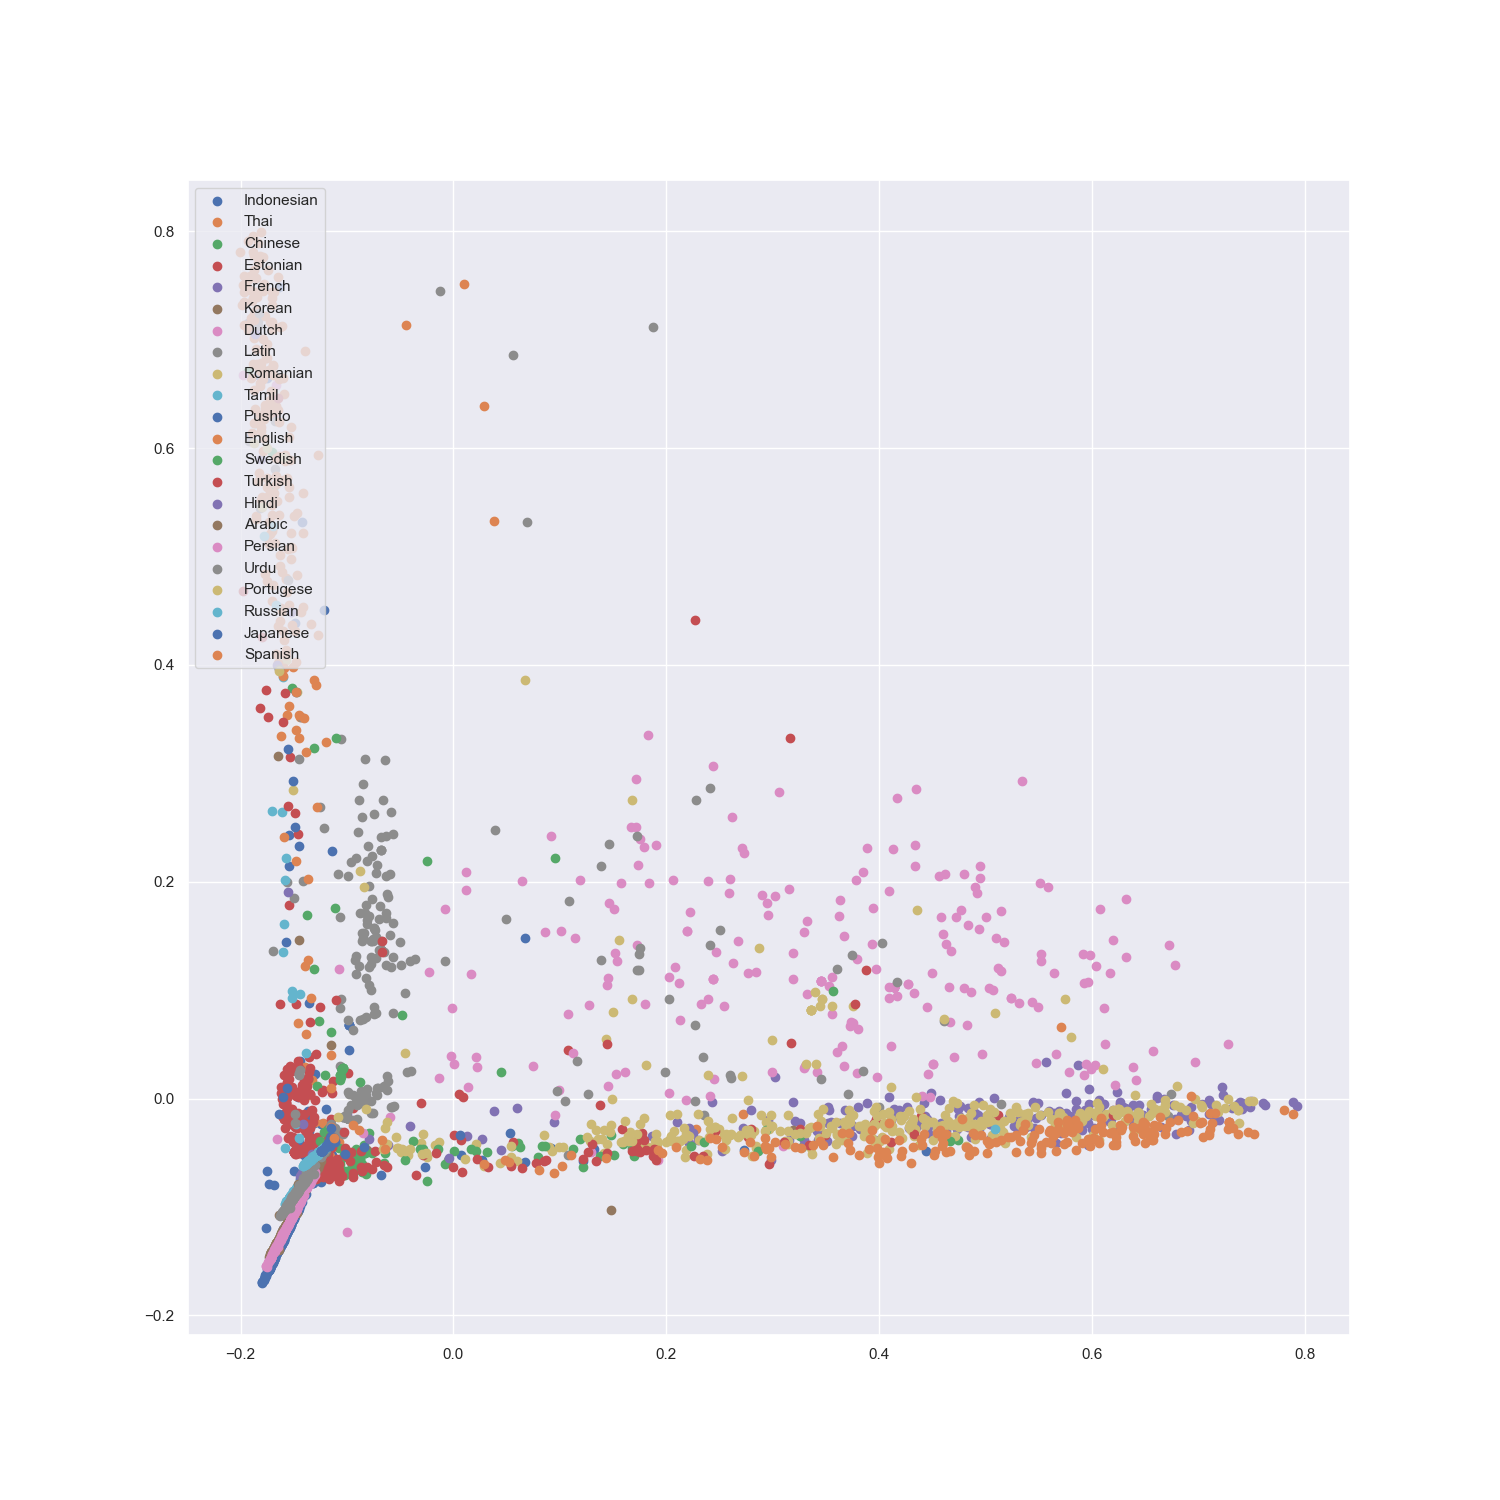 Indonesian
Thai
Chinese
Estonian
French
Korean
Dutch
Latin
Romanian
Tamil
Pushto
English
Swedish
Turkish
Hindi
Arabic
Persian
Urdu
Portugese
Russian
Japanese
Spanish
0.8
0.6
0.4
0.2
0.0
−0.2
−0.2 0.0 0.2 0.4 0.6 0.8